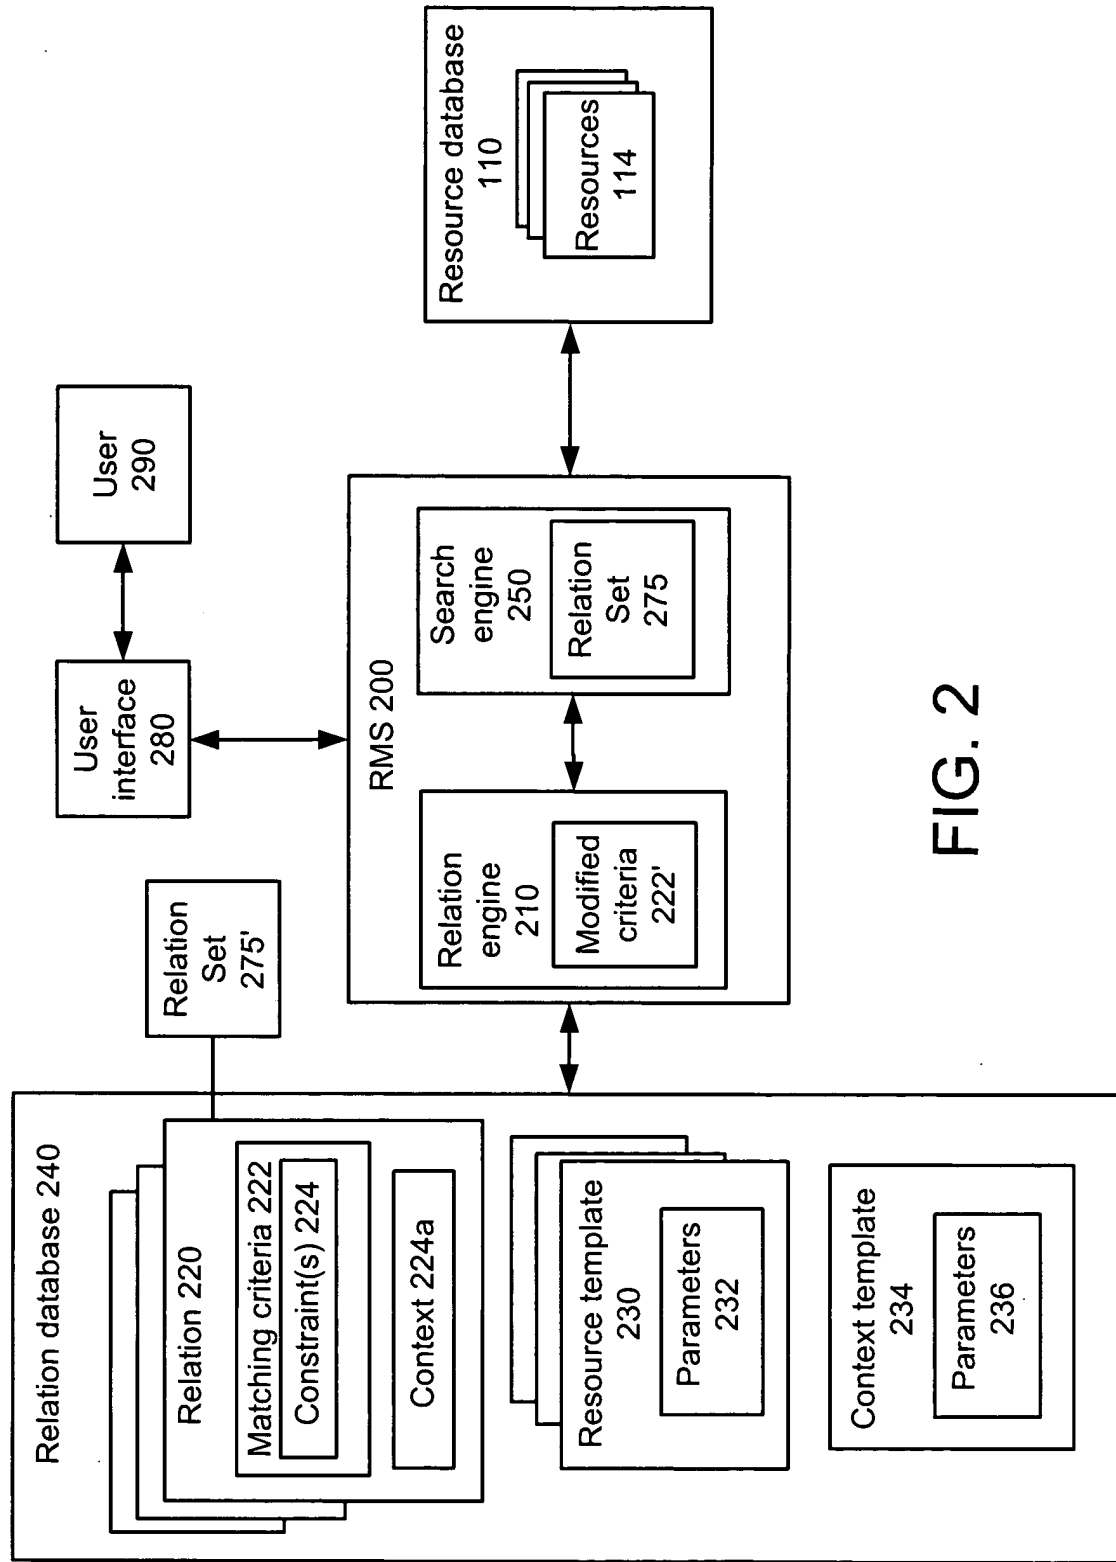 Relation database 240
Relation 220
Matching criteria 222
Constraint(s) 224
Context 224a
Resource template
230
Parameters
232
Context template
234
Parameters
236
Relation
Set
275'
User
interface
280
User
290
RMS 200
Relation
engine
210
Modified
criteria
222'
Search
engine
250
Relation
Set
275
Resource database
110
Resources
114
FIG. 2